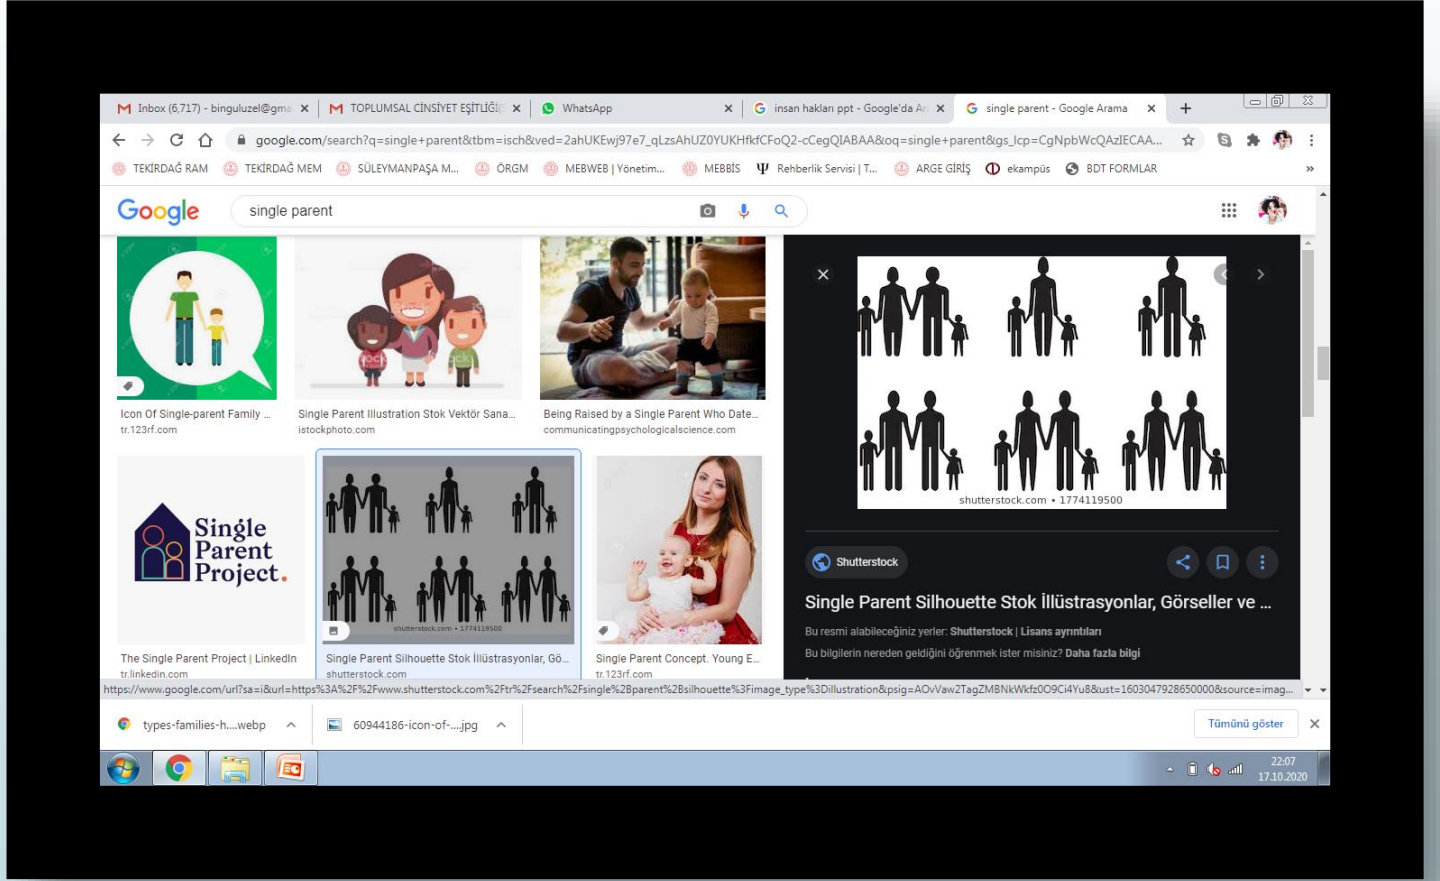 Inbox (6,717) - binguluzel@gma
TOPLUMSAL CİNSİYET EŞİTLİĞİ(
WhatsApp
insan hakları ppt - Google'da Ar
single parent - Google Arama
google.com/search?q=single+parent&tbm=isch&ved=2ahUKEwj97e7_qLzsAhUZ0YUKHfkfCFoQ2-cCegQIABAA&oq=single+parent&gs_lcp=CgNpbWcQAzIECAA...
TEKİRDAĞ RAM
TEKİRDAĞ MEM
SÜLEYMANPAŞA M...
ÖRGM
MEBWEB | Yönetim...
MEBBİS
Rehberlik Servisi | T...
ARGE GİRİŞ
ekampüs
BDT FORMLAR
Google
single parent
Icon Of Single-parent Family ...
tr.123rf.com
Single Parent Illustration Stok Vektör Sana...
istockphoto.com
Being Raised by a Single Parent Who Date...
communicatingpsychologicalscience.com
Single
Parent
Project.
The Single Parent Project | LinkedIn
tr.linkedin.com
shutterstock.com • 1774119500
Single Parent Silhouette Stok İllüstrasyonlar, Gö...
shutterstock.com
Single Parent Concept. Young E...
tr.123rf.com
shutterstock.com • 1774119500
Shutterstock
Single Parent Silhouette Stok İllüstrasyonlar, Görseller ve ...
Bu resmi alabileceğiniz yerler: Shutterstock | Lisans ayrıntıları
Bu bilgilerin nereden geldiğini öğrenmek ister misiniz? Daha fazla bilgi
https://www.google.com/url?sa=i&url=https%3A%2F%2Fwww.shutterstock.com%2Ftr%2Fsearch%2Fsingle%2Bparent%2Bsilhouette%3Fimage_type%3Dillustration&psig=AOvVaw2TagZMBNkWkfz0O9Ci4Yu8&ust=1603047928650000&source=imag...
types-families-h....webp
60944186-icon-of-....jpg
Tümünü göster
22:07
17.10.2020